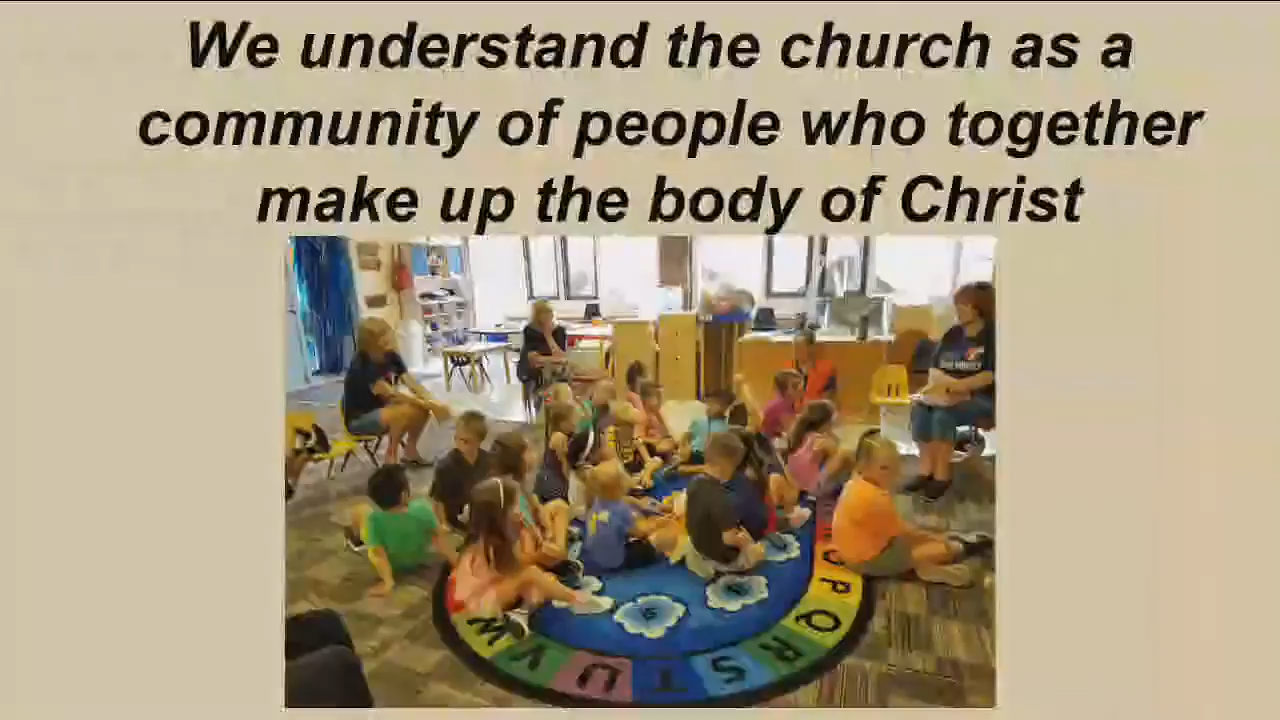 We understand the church as a
community of people who together
make up the body of Christ
P
Q
R
S
T
U
V
W